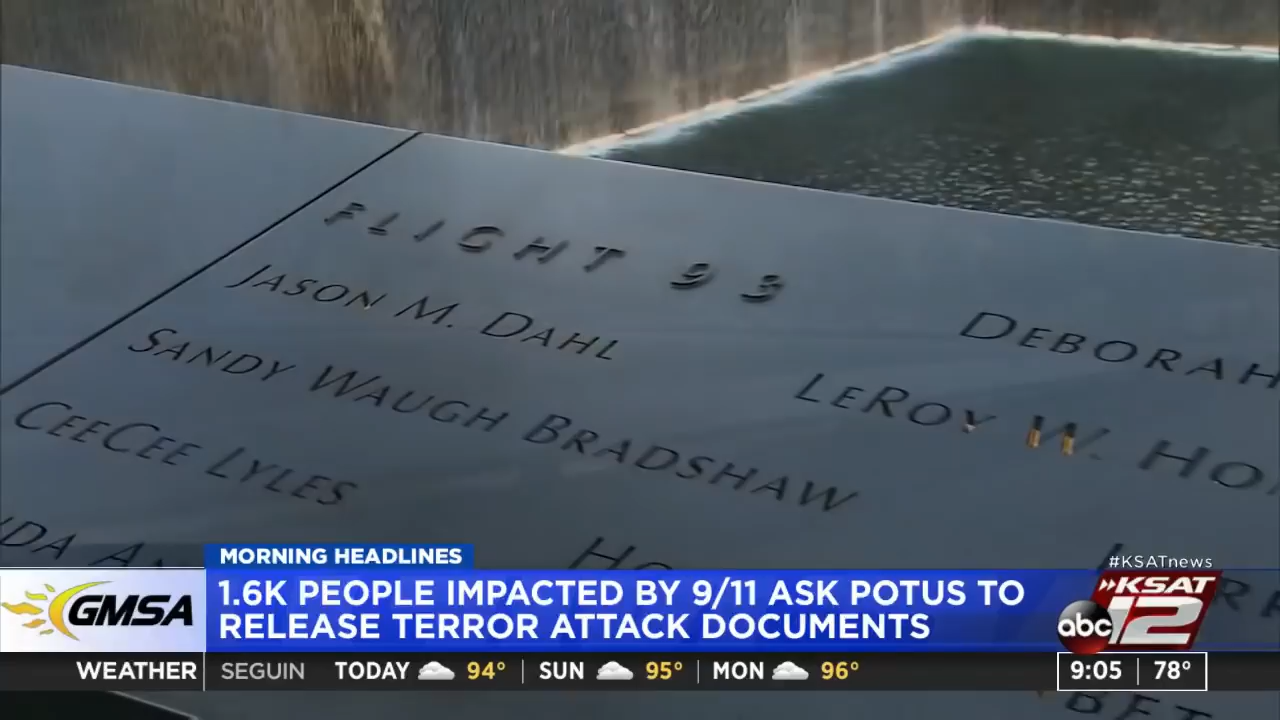 FLIGHT 93
JASON M. DAHL
DEBORAH
SANDY WAUGH BRADSHAW
LEROY W.
CEECEE LYLES
MORNING HEADLINES
1.6K PEOPLE IMPACTED BY 9/11 ASK POTUS TO
RELEASE TERROR ATTACK DOCUMENTS
GMSA
#KSATnews
KSAT
abc 12
WEATHER SEGUIN TODAY 94° SUN 95° MON 96°
9:05 78°